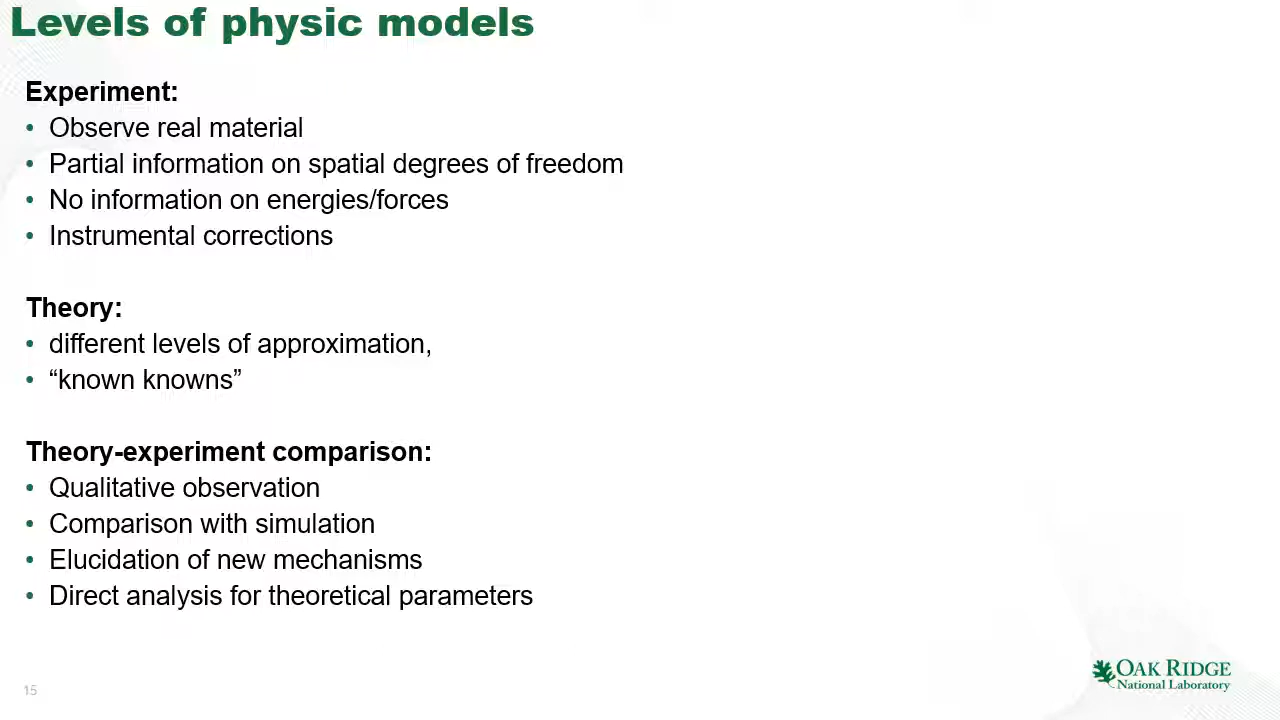 Levels of physic models
Experiment:
• Observe real material
• Partial information on spatial degrees of freedom
• No information on energies/forces
• Instrumental corrections
Theory:
• different levels of approximation,
• “known knowns”
Theory-experiment comparison:
• Qualitative observation
• Comparison with simulation
• Elucidation of new mechanisms
• Direct analysis for theoretical parameters
15
OAK RIDGE
National Laboratory